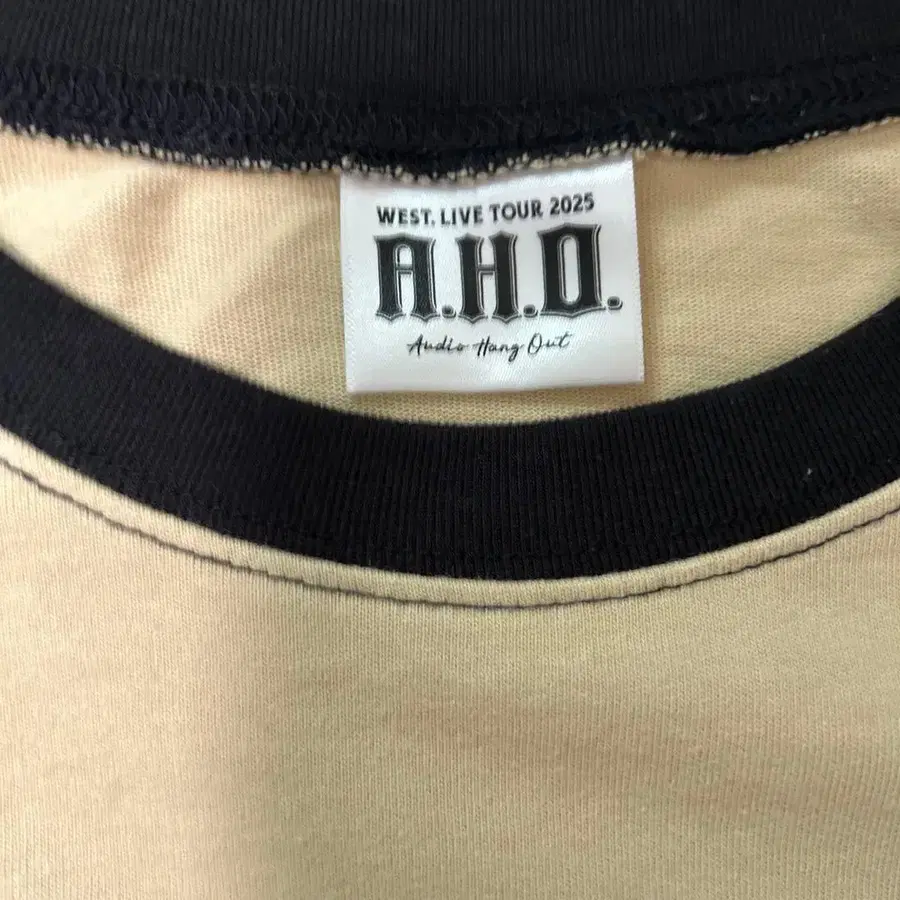 WEST. LIVE TOUR 2025
A.H.O.
Audio Hang Out